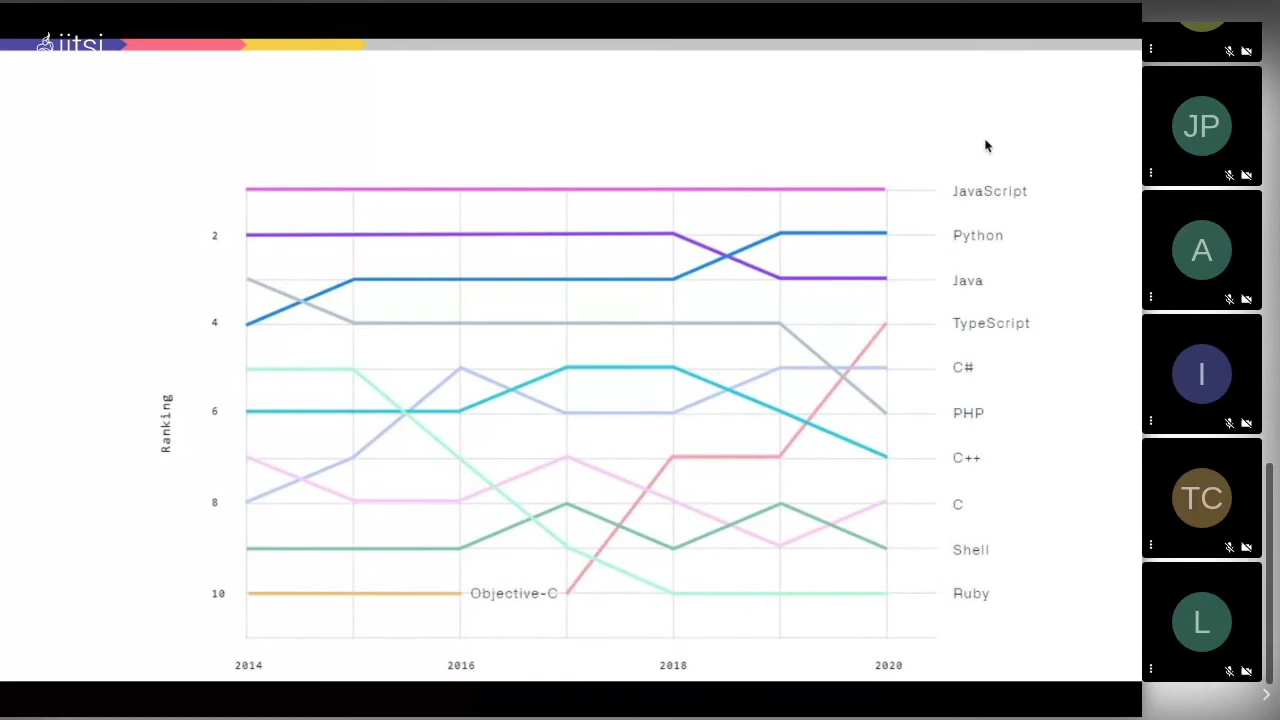 jitsi
JavaScript
2
Python
Java
4
TypeScript
C#
6
PHP
Ranking
C++
8
C
Shell
10
Objective-C
Ruby
2014
2016
2018
2020
JP
A
I
TC
L